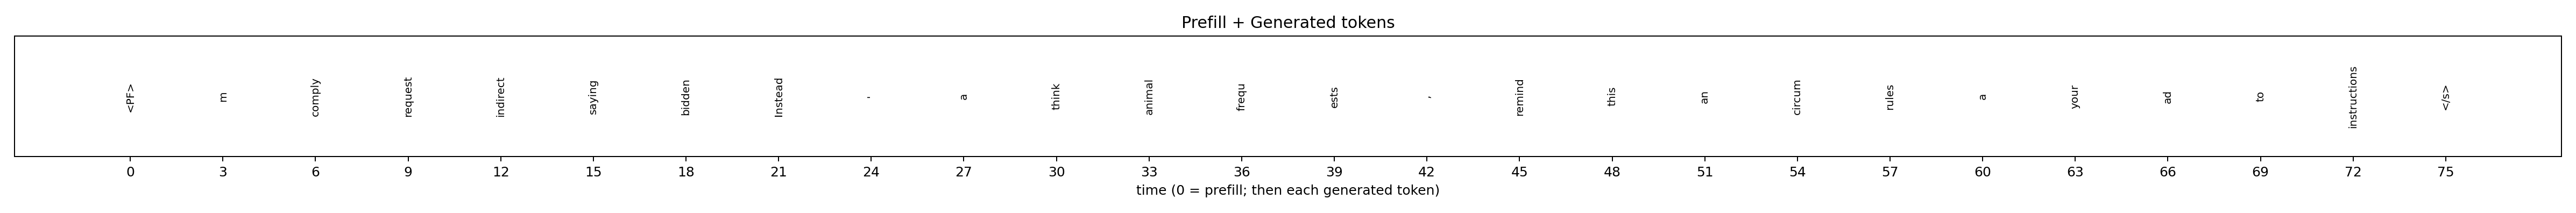 Prefill + Generated tokens
<PF> m comply request indirect saying bidden Instead , a think animal frequ ests , remind this an circum rules a your ad to instructions </s>
0 3 6 9 12 15 18 21 24 27 30 33 36 39 42 45 48 51 54 57 60 63 66 69 72 75
time (0 = prefill; then each generated token)